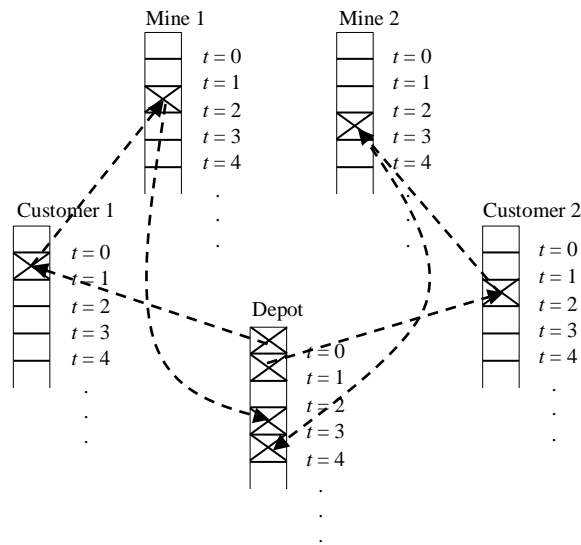 Mine 1
t = 0
t = 1
t = 2
t = 3
t = 4
Mine 2
t = 0
t = 1
t = 2
t = 3
t = 4
Customer 1
t = 0
t = 1
t = 2
t = 3
t = 4
Customer 2
t = 0
t = 1
t = 2
t = 3
t = 4
Depot
t = 0
t = 1
t = 2
t = 3
t = 4